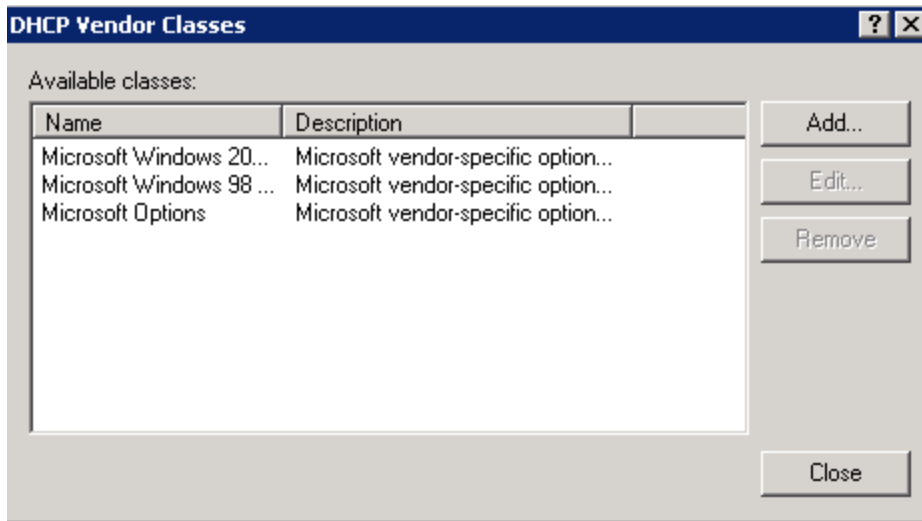 DHCP Vendor Classes
Available classes:
Name Description
Microsoft Windows 20... Microsoft vendor-specific option...
Microsoft Windows 98 ... Microsoft vendor-specific option...
Microsoft Options Microsoft vendor-specific option...
Add...
Edit...
Remove
Close